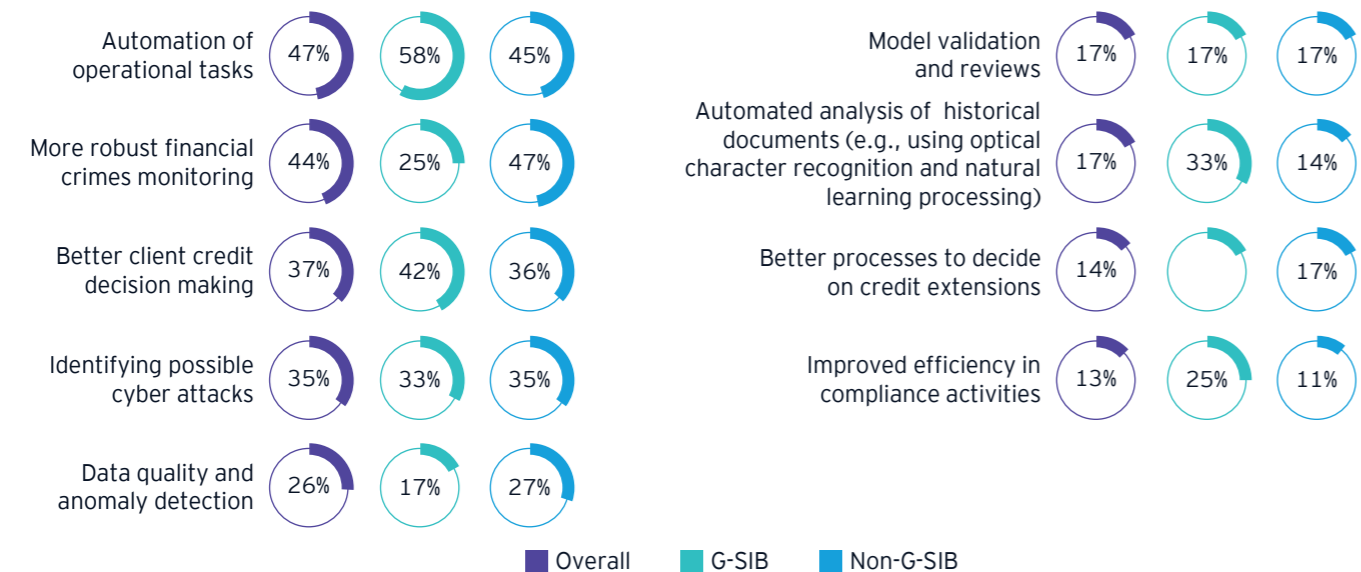 Automation of
operational tasks
47%
58%
45%
More robust financial
crimes monitoring
44%
25%
47%
Better client credit
decision making
37%
42%
36%
Identifying possible
cyber attacks
35%
33%
35%
Data quality and
anomaly detection
26%
17%
27%
Model validation
and reviews
17%
17%
17%
Automated analysis of historical
documents (e.g., using optical
character recognition and natural
learning processing)
17%
33%
14%
Better processes to decide
on credit extensions
14%
17%
Improved efficiency in
compliance activities
13%
25%
11%
Overall
G-SIB
Non-G-SIB